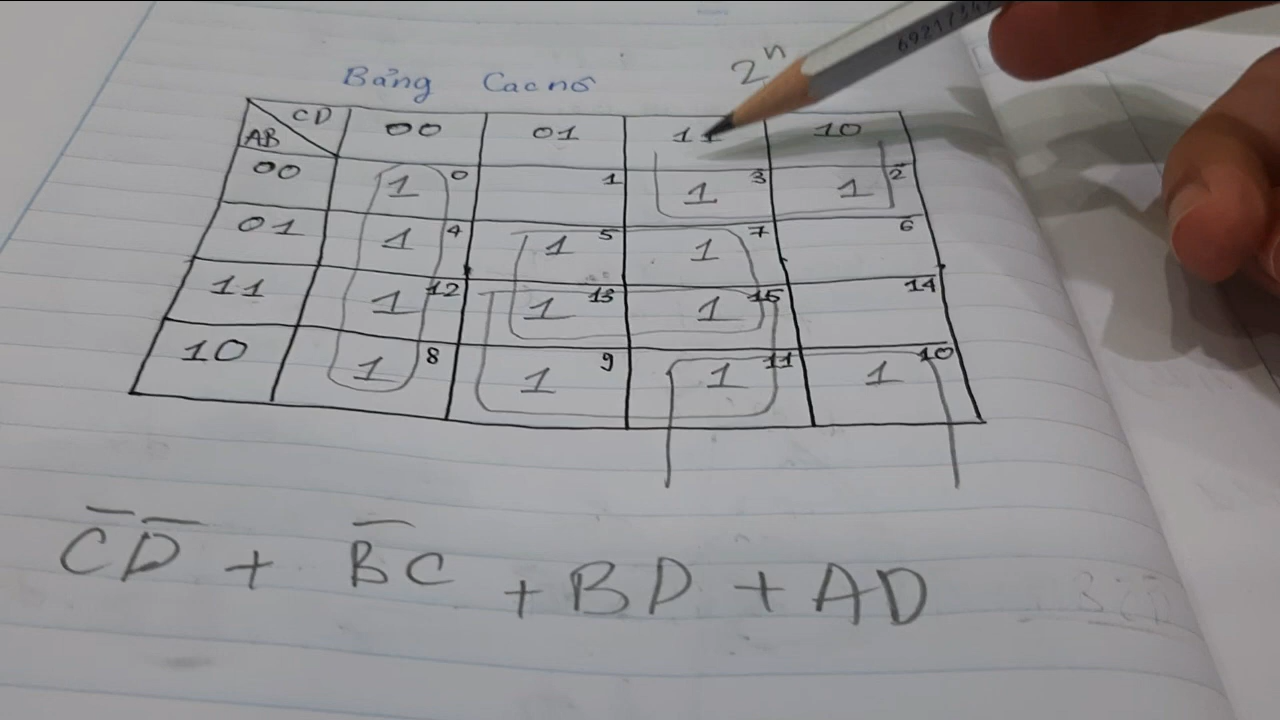 2ⁿ
Bảng Cacnô
AB CD 00 01 11 10
00 1 0 1 1 3 1 2
01 1 4 1 5 1 7 6
11 1 12 1 13 1 15 14
10 1 8 1 9 1 11 1 10
C̅D̅ + B̅C + BD + AD